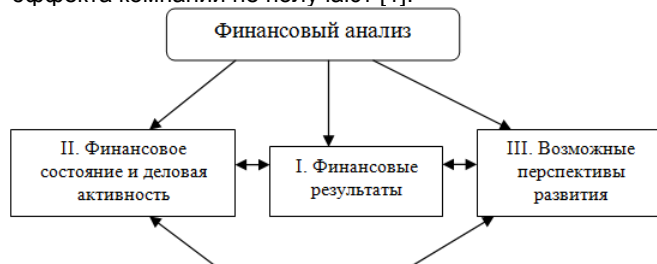 эффекта компании не получают [1].
Финансовый анализ
II. Финансовое
состояние и деловая
активность
I. Финансовые
результаты
III. Возможные
перспективы
развития